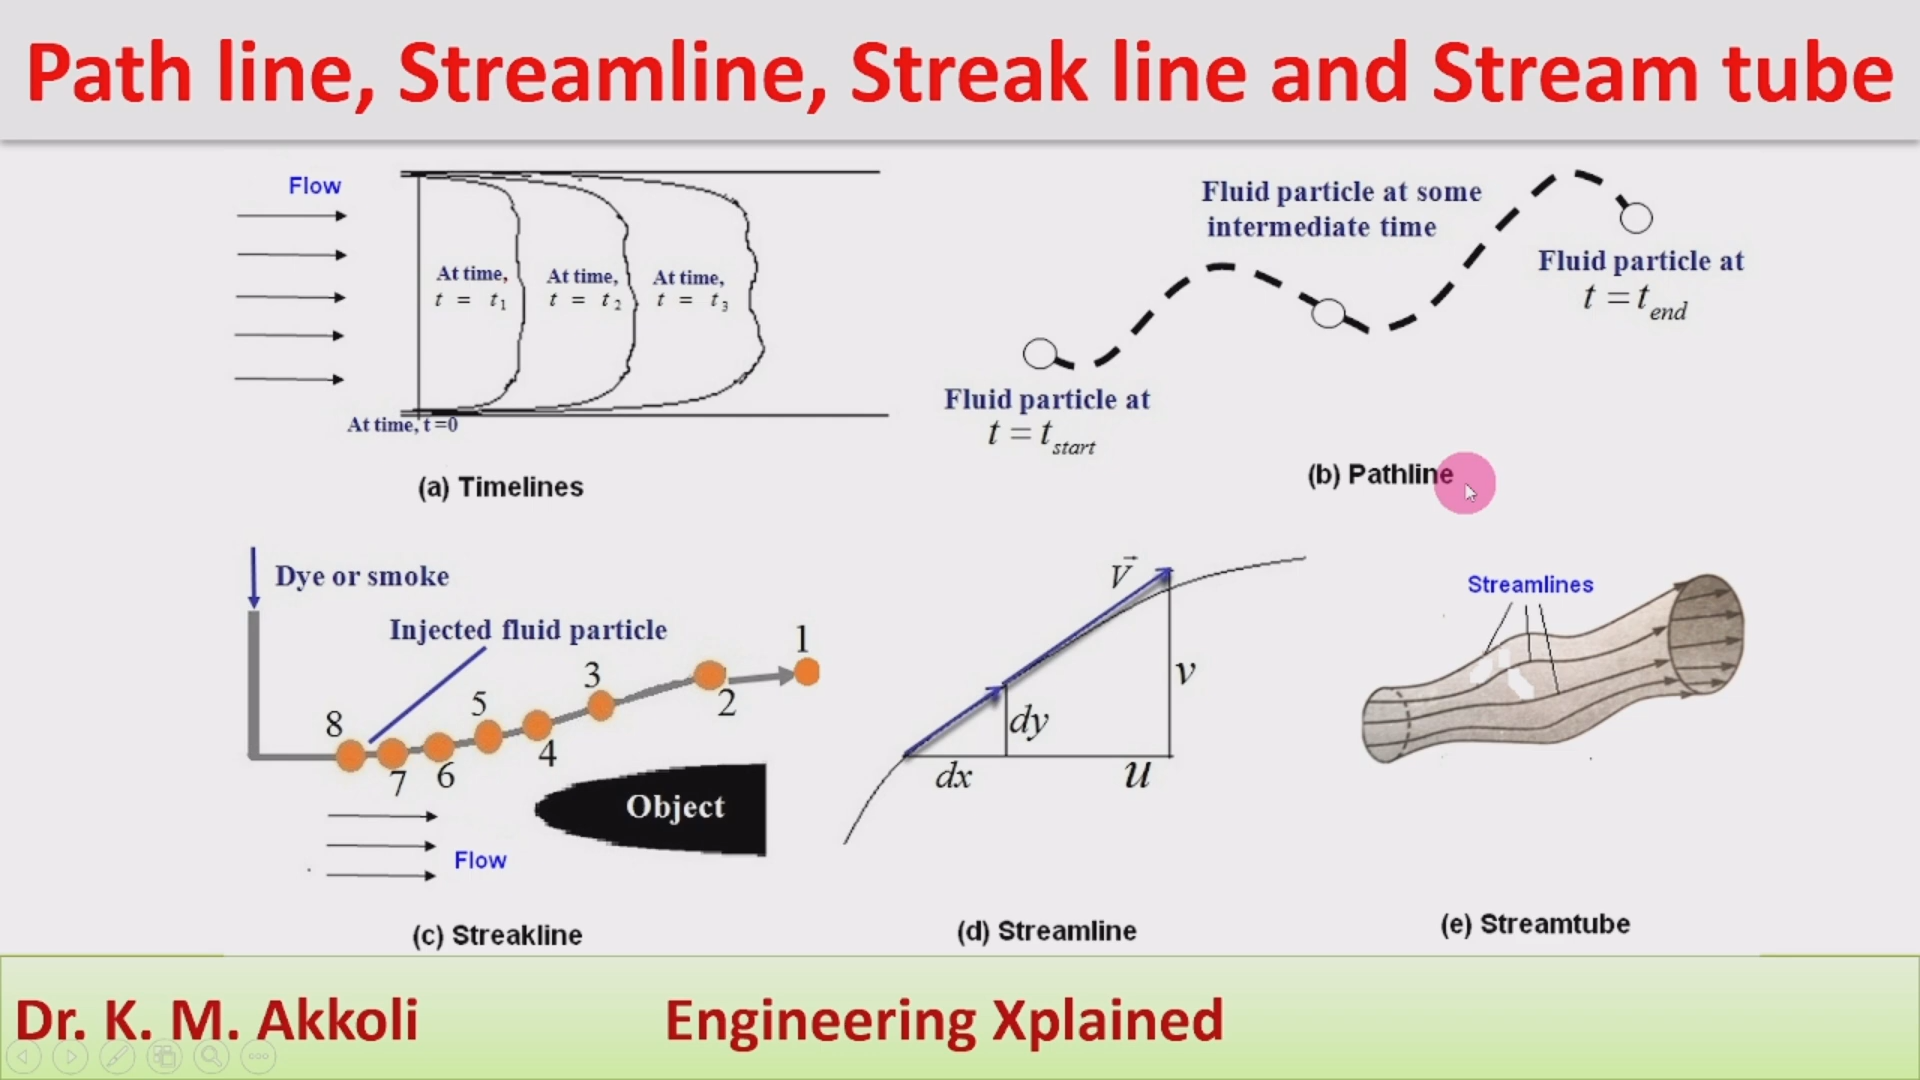 Path line, Streamline, Streak line and Stream tube
Flow
At time,
t = t1
At time,
t = t2
At time,
t = t3
At time, t =0
(a) Timelines
Fluid particle at some
intermediate time
Fluid particle at
t = tend
Fluid particle at
t = tstart
(b) Pathline
Dye or smoke
Injected fluid particle
1
2
3
4
5
6
7
8
Object
Flow
(c) Streakline
V⃗
v
dy
dx
u
(d) Streamline
Streamlines
(e) Streamtube
Dr. K. M. Akkoli
Engineering Xplained